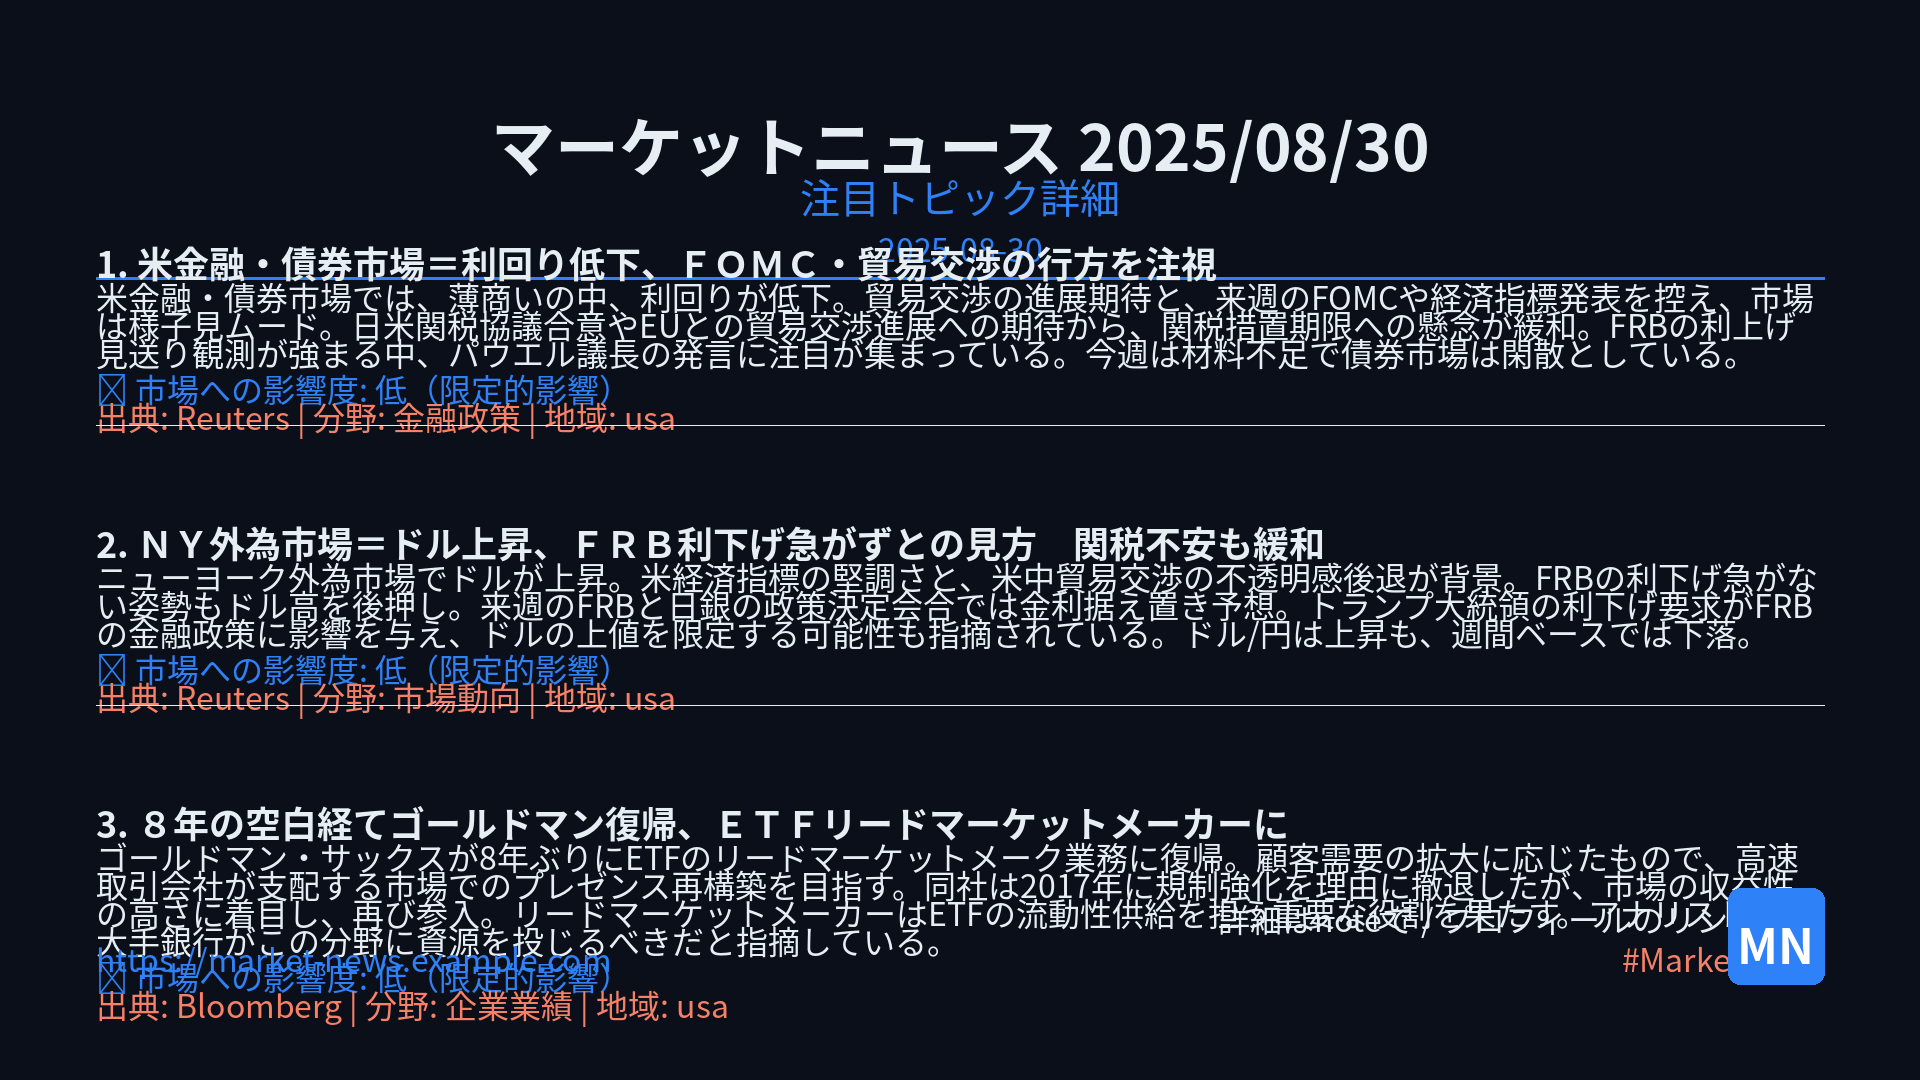 マーケットニュース 2025/08/30
注目トピック詳細
2025-08-30
1. 米金融・債券市場＝利回り低下、ＦＯＭＣ・貿易交渉の行方を注視
米金融・債券市場では、薄商いの中、利回りが低下。貿易交渉の進展期待と、来週のFOMCや経済指標発表を控え、市場
は様子見ムード。日米関税協議合意やEUとの貿易交渉進展への期待から、関税措置期限への懸念が緩和。FRBの利上げ
見送り観測が強まる中、パウエル議長の発言に注目が集まっている。今週は材料不足で債券市場は閑散としている。
市場への影響度: 低（限定的影響）
出典: Reuters | 分野: 金融政策 | 地域: usa
2. ＮＹ外為市場＝ドル上昇、ＦＲＢ利下げ急がずとの見方　関税不安も緩和
ニューヨーク外為市場でドルが上昇。米経済指標の堅調さと、米中貿易交渉の不透明感後退が背景。FRBの利下げ急がな
い姿勢もドル高を後押し。来週のFRBと日銀の政策決定会合では金利据え置き予想。トランプ大統領の利下げ要求がFRB
の金融政策に影響を与え、ドルの上値を限定する可能性も指摘されている。ドル/円は上昇も、週間ベースでは下落。
市場への影響度: 低（限定的影響）
出典: Reuters | 分野: 市場動向 | 地域: usa
3. ８年の空白経てゴールドマン復帰、ＥＴＦリードマーケットメーカーに
ゴールドマン・サックスが8年ぶりにETFのリードマーケットメーク業務に復帰。顧客需要の拡大に応じたもので、高速
取引会社が支配する市場でのプレゼンス再構築を目指す。同社は2017年に規制強化を理由に撤退したが、市場の収益性
の高さに着目し、再び参入。リードマーケットメーカーはETFの流動性供給を担う重要な役割を果たす。アナリスト
詳細はnoteで / プロフィールのリン
大手銀行がこの分野に資源を投じるべきだと指摘している。
https://market-news.example.com
#Marke
MN
市場への影響度: 低（限定的影響）
出典: Bloomberg | 分野: 企業業績 | 地域: usa